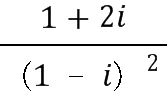 1 + 2i
(1 - i) ²